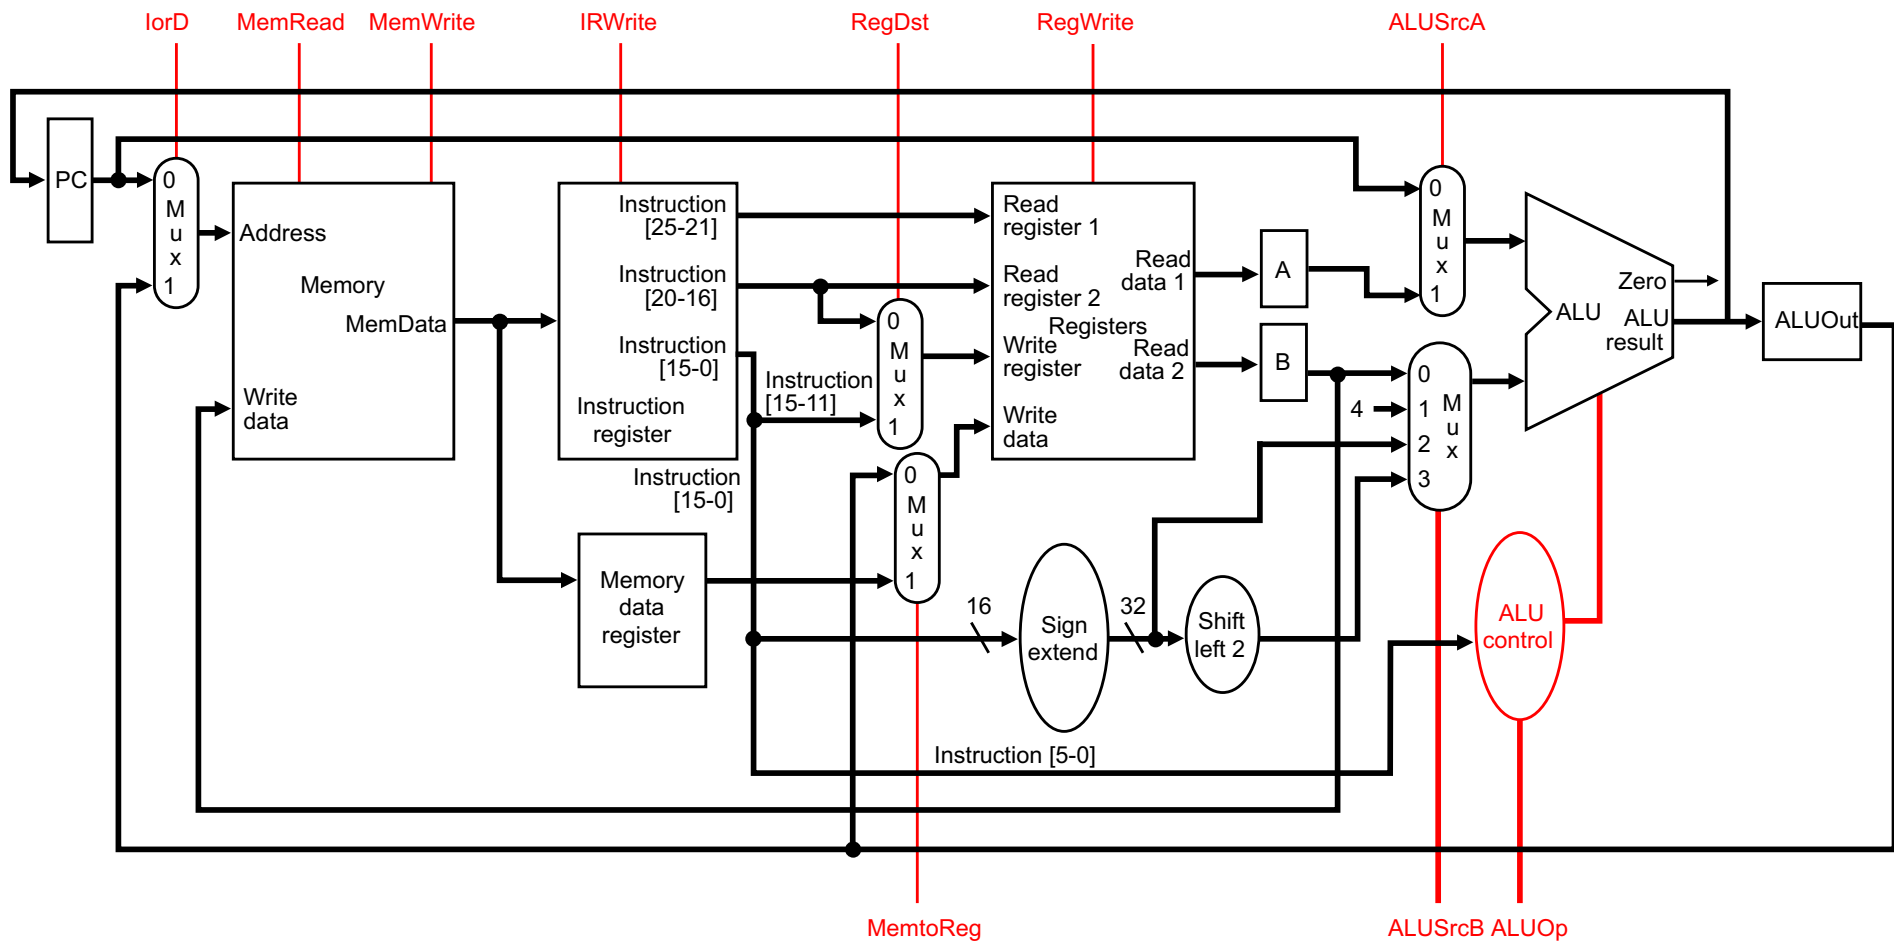 IorD
MemRead
MemWrite
IRWrite
RegDst
RegWrite
ALUSrcA
PC
0
M
u
x
1
Address
Memory
MemData
Write
data
Instruction
[25-21]
Instruction
[20-16]
Instruction
[15-0]
Instruction
register
Instruction
[15-0]
Instruction
[15-11]
Memory
data
register
0
M
u
x
1
0
M
u
x
1
Read
register 1
Read
register 2
Registers
Write
register
Write
data
Read
data 1
Read
data 2
16
Sign
extend
32
Shift
left 2
Instruction [5-0]
A
B
4
0
M
u
x
1
0
1
2
3
M
u
x
ALU
Zero
ALU
result
ALUOut
ALU
control
MemtoReg
ALUSrcB
ALUOp